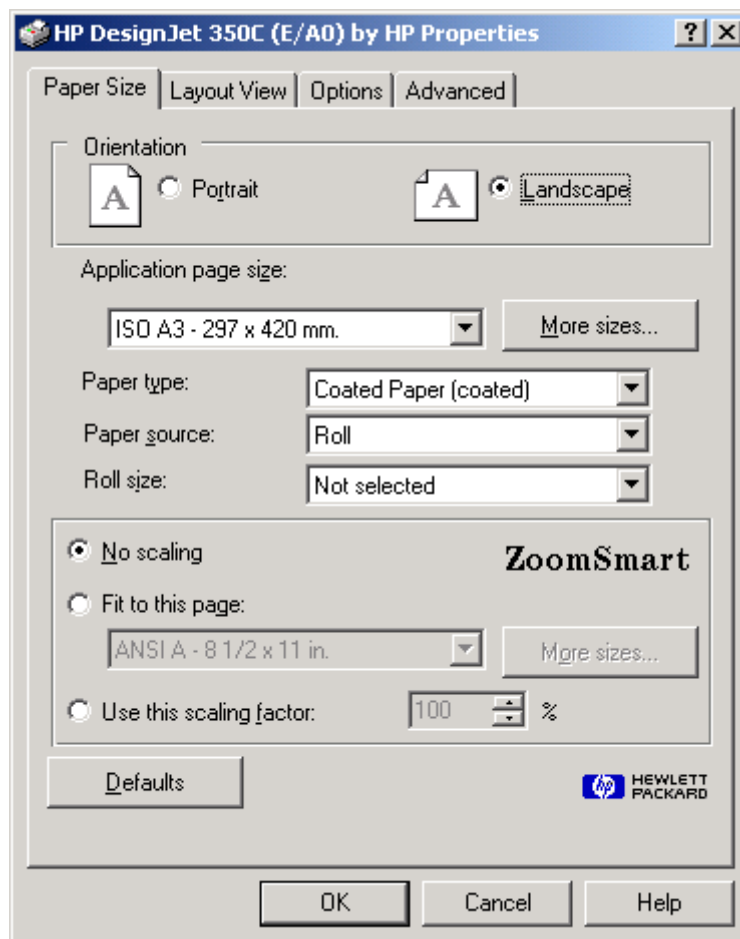 HP DesignJet 350C (E/A0) by HP Properties
Paper Size Layout View Options Advanced
Orientation
A Portrait A Landscape
Application page size:
ISO A3 - 297 x 420 mm. More sizes...
Paper type: Coated Paper (coated)
Paper source: Roll
Roll size: Not selected
No scaling ZoomSmart
Fit to this page:
ANSI A - 8 1/2 x 11 in. More sizes...
Use this scaling factor: 100 %
Defaults
hp HEWLETT
PACKARD
OK Cancel Help